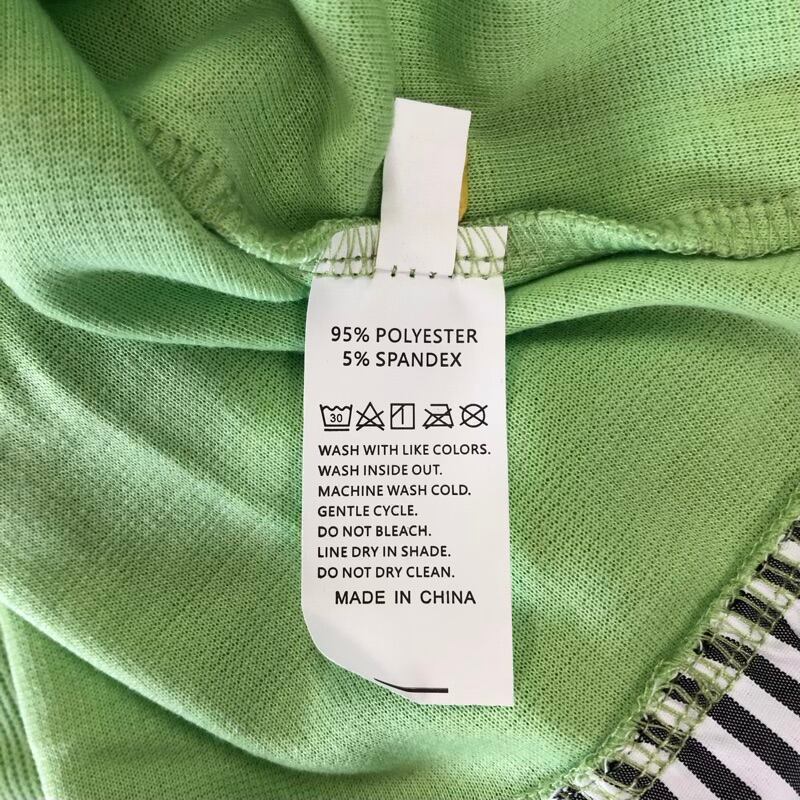 95% POLYESTER
5% SPANDEX
30
WASH WITH LIKE COLORS.
WASH INSIDE OUT.
MACHINE WASH COLD.
GENTLE CYCLE.
DO NOT BLEACH.
LINE DRY IN SHADE.
DO NOT DRY CLEAN.
MADE IN CHINA